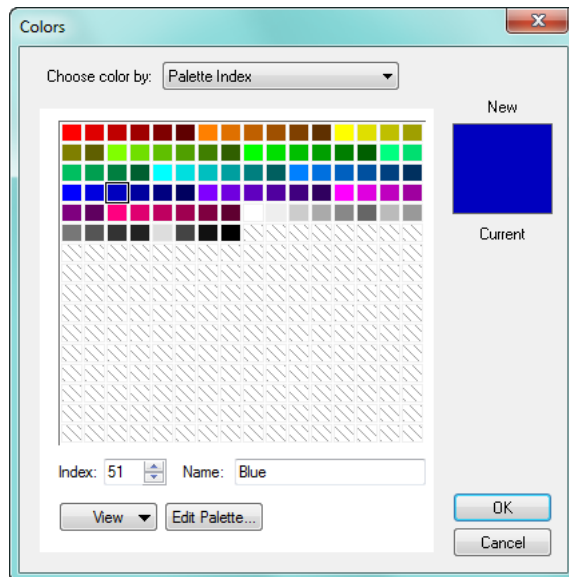 Colors
Choose color by: Palette Index
New
Current
Index: 51 Name: Blue
View Edit Palette...
OK
Cancel